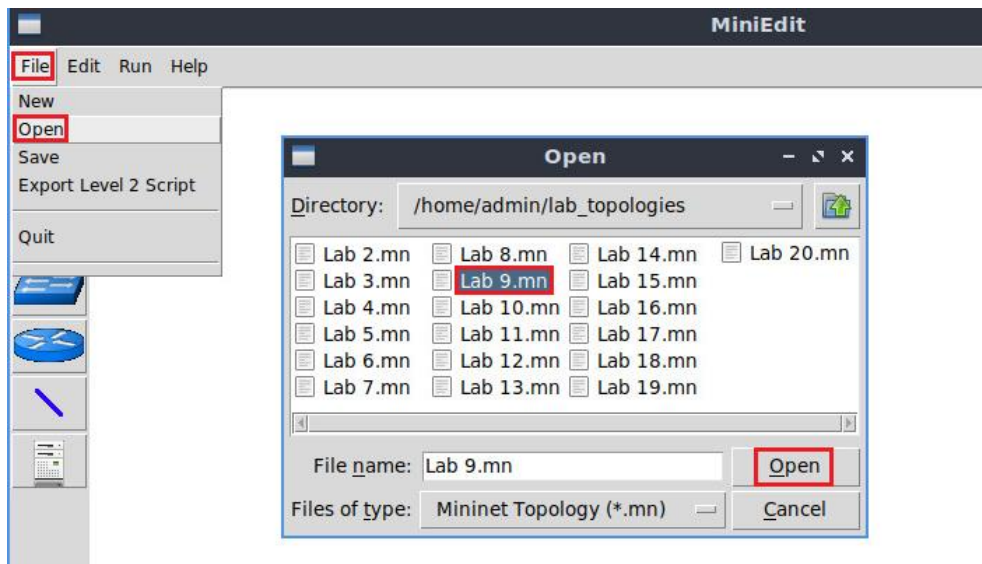 MiniEdit
File Edit Run Help
New
Open
Save
Export Level 2 Script
Quit
Open
Directory: /home/admin/lab_topologies
Lab 2.mn Lab 8.mn Lab 14.mn Lab 20.mn
Lab 3.mn Lab 9.mn Lab 15.mn
Lab 4.mn Lab 10.mn Lab 16.mn
Lab 5.mn Lab 11.mn Lab 17.mn
Lab 6.mn Lab 12.mn Lab 18.mn
Lab 7.mn Lab 13.mn Lab 19.mn
File name: Lab 9.mn Open
Files of type: Mininet Topology (*.mn) Cancel